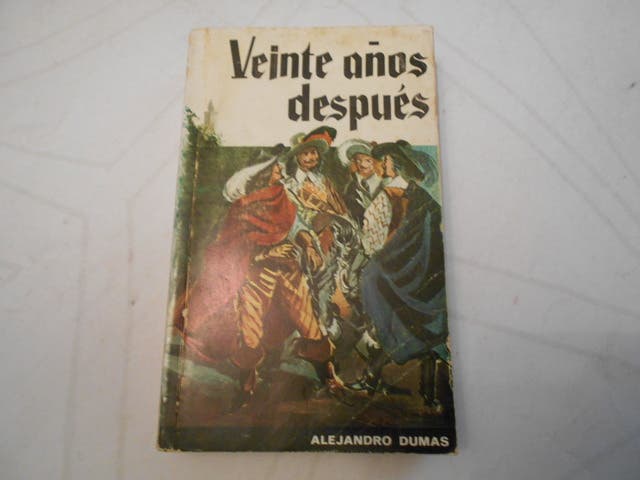 Veinte años
después
ALEJANDRO DUMAS